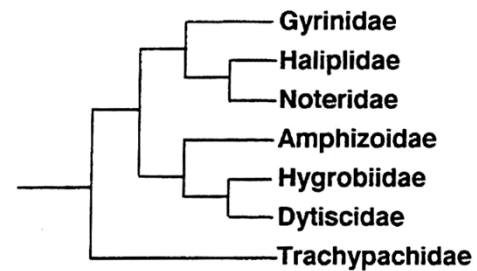 Gyrinidae
Haliplidae
Noteridae
Amphizoidae
Hygrobiidae
Dytiscidae
Trachypachidae